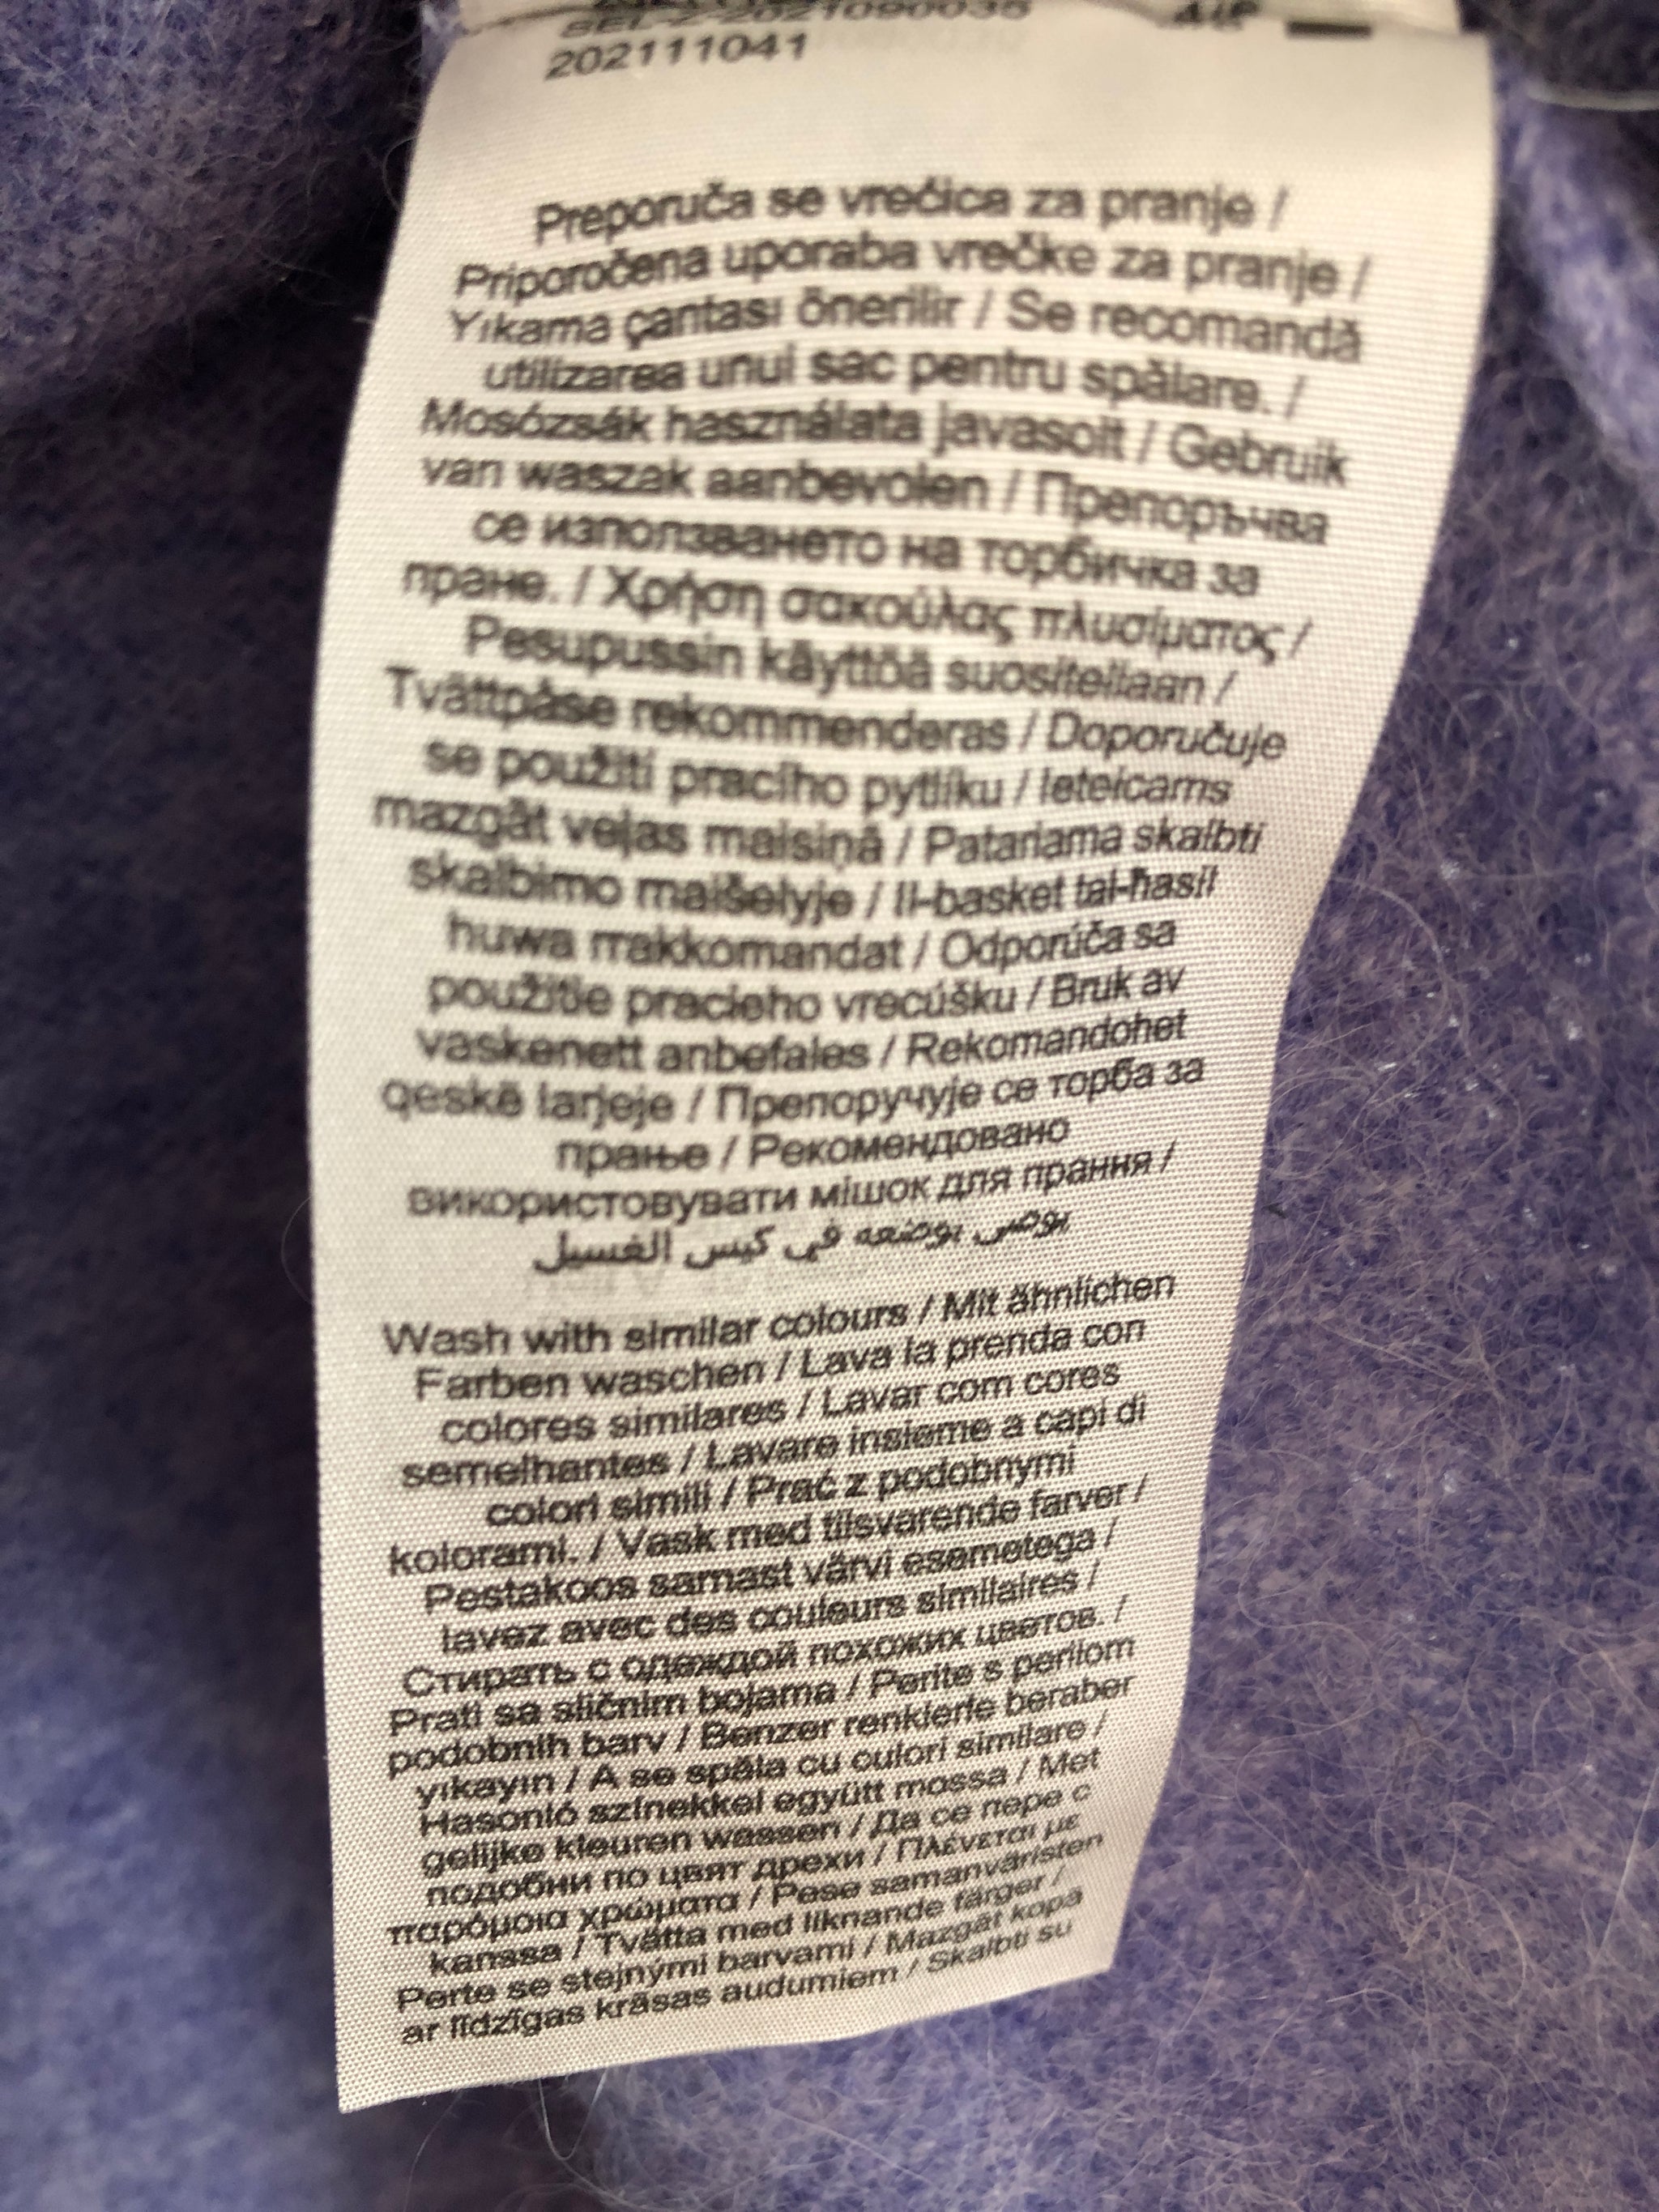 202111041
Preporuča se vrećica za pranje /
Priporočena uporaba vrečke za pranje /
Yıkama çantası önerilir / Se recomandă
utilizarea unui sac pentru spălare. /
Mosózsák használata javasolt / Gebruik
van waszak aanbevolen / Препоръчва
се използването на торбичка за
пране. / Χρήση σακούλας πλυσίματος /
Pesupussin käyttöä suositellaan /
Tvättpåse rekommenderas / Doporučuje
se použití pracího pytlíku / Ieteicams
mazgāt veļas maisiņā / Patariama skalbti
skalbimo maišelyje / Il-basket tal-ħasil
huwa rrakkomandat / Odporúča sa
použitie pracieho vrecúšku / Bruk av
vaskenett anbefales / Rekomandohet
qeskë larjeje / Препоручује се торба за
прање / Рекомендовано
використовувати мішок для прання /
يوصى بوضعه في كيس الغسيل
Wash with similar colours / Mit ähnlichen
Farben waschen / Lava la prenda con
colores similares / Lavar com cores
semelhantes / Lavare insieme a capi di
colori simili / Prać z podobnymi
kolorami. / Vask med tilsvarende farver /
Pestakoos samast värvi esemetega /
lavez avec des couleurs similaires /
Стирать с одеждой похожих цветов. /
Prati sa sličnim bojama / Perite s perilom
podobnih barv / Benzer renklerle beraber
yıkayın / A se spăla cu culori similare /
Hasonló színekkel együtt mossa / Met
gelijke kleuren wassen / Да се пере с
подобни по цвят дрехи / Πλένεται με
παρόμοια χρώματα / Pese samanväristen
kanssa / Tvätta med liknande färger /
Perte se stejnými barvami / Mazgāt kopā
ar līdzīgas krāsas audumiem / Skalbti su